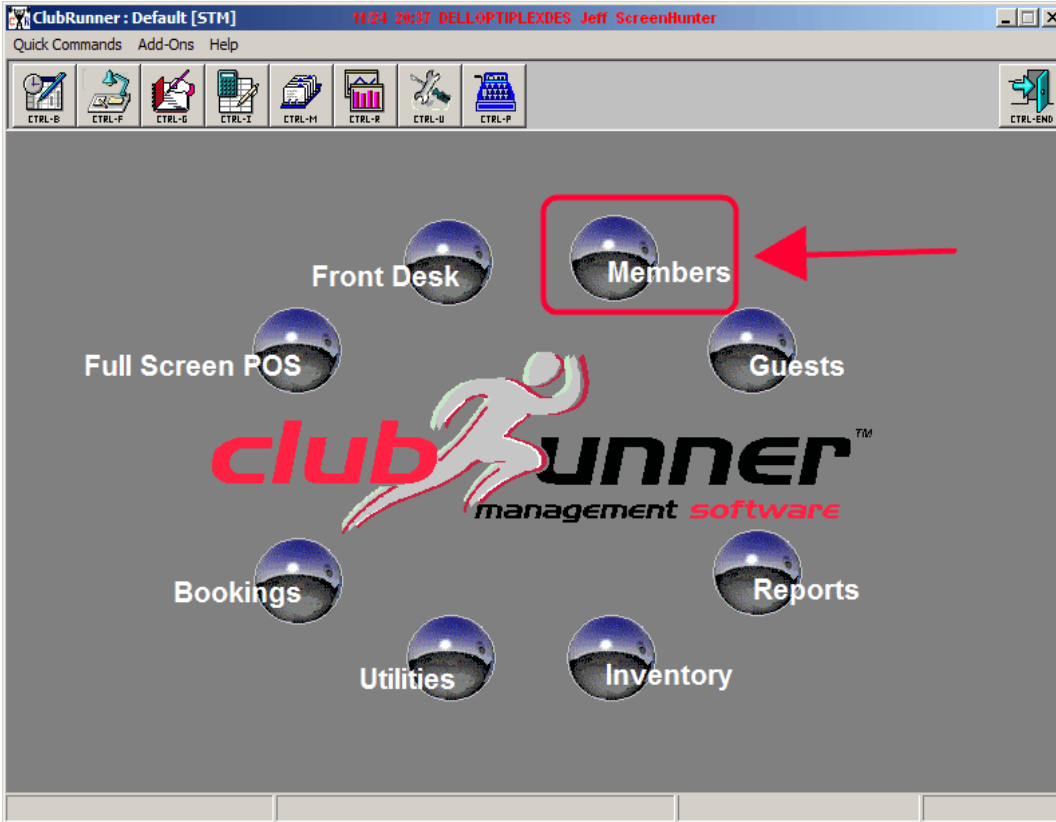 ClubRunner : Default [STM] 11/24 20:37 DELLOPTIPLEXDES Jeff ScreenHunter
Quick Commands Add-Ons Help
CTRL-B CTRL-F CTRL-G CTRL-I CTRL-M CTRL-R CTRL-U CTRL-P CTRL-END
Front Desk Members
Full Screen POS Guests
club runner™
management software
Bookings Reports
Utilities Inventory